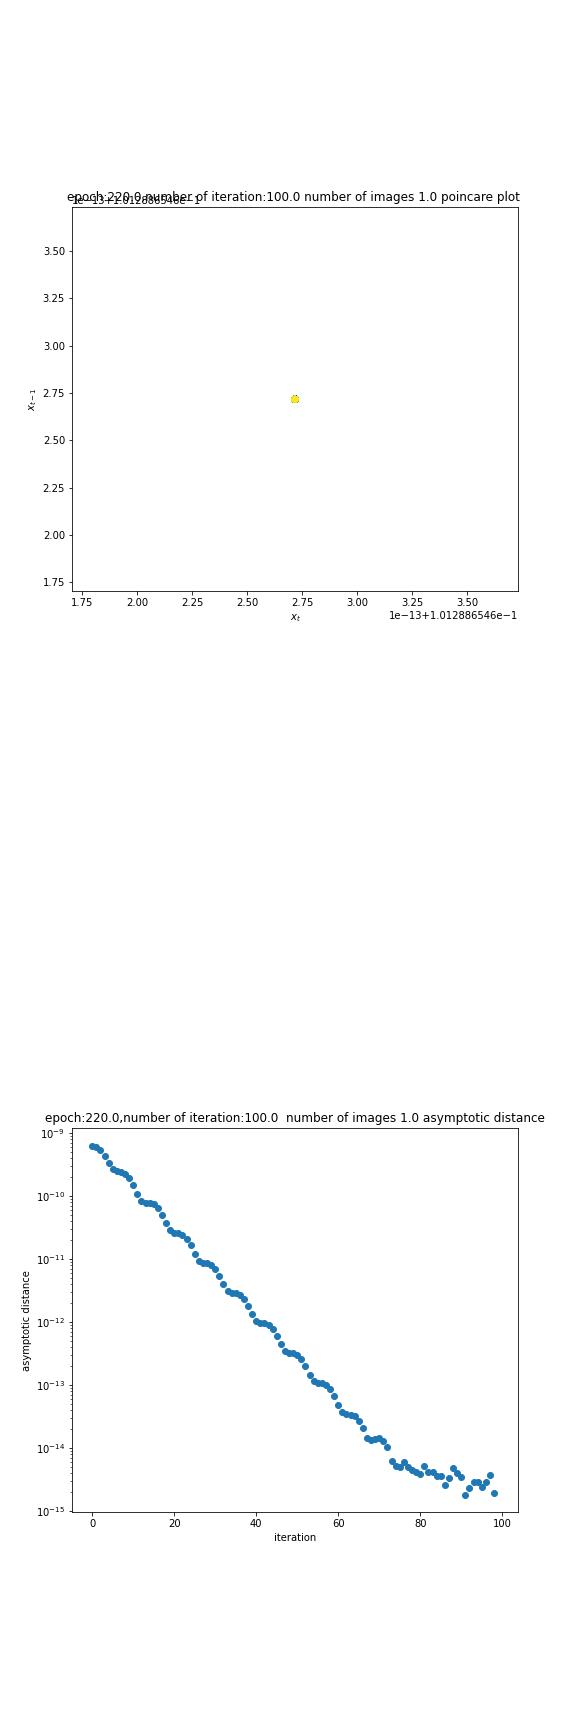 epoch:220.0,number of iteration:100.0 number of images 1.0 poincare plot
1e−13+1.012886546e−1
3.50
3.25
3.00
2.75
2.50
2.25
2.00
1.75
x_{t−1}
1.75 2.00 2.25 2.50 2.75 3.00 3.25 3.50
x_t
1e−13+1.012886546e−1
epoch:220.0,number of iteration:100.0  number of images 1.0 asymptotic distance
10^{−9}
10^{−10}
10^{−11}
10^{−12}
10^{−13}
10^{−14}
10^{−15}
asymptotic distance
0 20 40 60 80 100
iteration